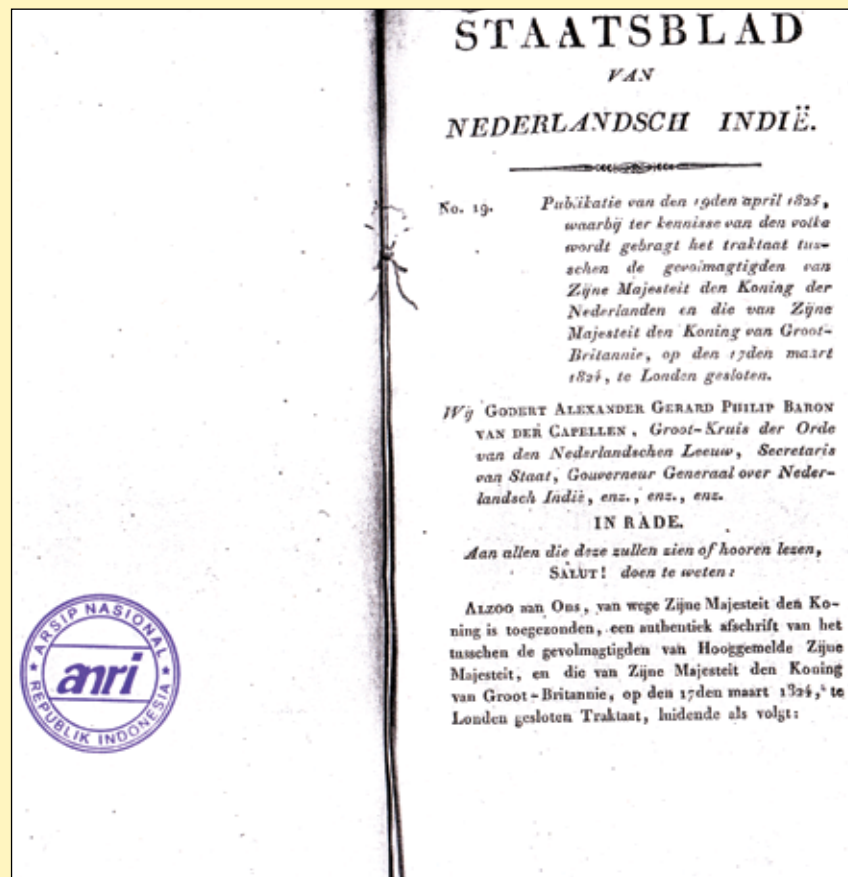 STAATSBLAD
VAN
NEDERLANDSCH INDIË.
No. 19. Publikatie van den 19den april 1825,
waarbij ter kennisse van den volke
wordt gebragt het traktaat tus-
schen de gevolmagtigden van
Zijne Majesteit den Koning der
Nederlanden en die van Zijne
Majesteit den Koning van Groot-
Britannie, op den 17den maart
1824, te Londen gesloten.
Wij GODERT ALEXANDER GERARD PHILIP BARON
VAN DER CAPELLEN, Groot-Kruis der Orde
van den Nederlandschen Leeuw, Secretaris
van Staat, Gouverneur Generaal over Neder-
landsch Indië, enz., enz., enz.
IN RADE.
Aan allen die deze zullen zien of hooren lezen,
SALUT! doen te weten:
ALZOO aan Ons, van wege Zijne Majesteit den Ko-
ning is toegezonden, een authentiek afschrift van het
tusschen de gevolmagtigden van Hooggemelde Zijne
Majesteit, en die van Zijne Majesteit den Koning
van Groot-Britannie, op den 17den maart 1824, te
Londen gesloten Traktaat, luidende als volgt:
ARSIP NASIONAL
anri
REPUBLIK INDONESIA